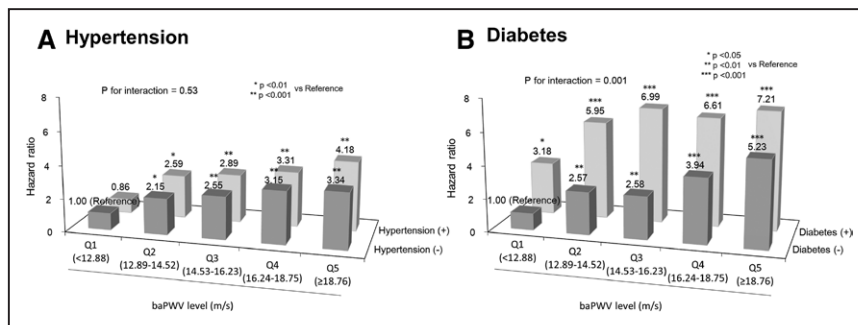 A Hypertension
P for interaction = 0.53
* p <0.01
** p <0.001
vs Reference
Hazard ratio
8
6
4
2
0
1.00 (Reference)
0.86
* 2.15
* 2.59
** 2.55
** 2.89
** 3.15
** 3.31
** 3.34
** 4.18
Hypertension (+)
Hypertension (-)
Q1 (<12.88)
Q2 (12.89-14.52)
Q3 (14.53-16.23)
Q4 (16.24-18.75)
Q5 (≥18.76)
baPWV level (m/s)
B Diabetes
P for interaction = 0.001
* p <0.05
** p <0.01
*** p <0.001
vs Reference
Hazard ratio
8
6
4
2
0
1.00 (Reference)
* 3.18
** 2.57
*** 5.95
** 2.58
*** 6.99
*** 3.94
*** 6.61
*** 5.23
*** 7.21
Diabetes (+)
Diabetes (-)
Q1 (<12.88)
Q2 (12.89-14.52)
Q3 (14.53-16.23)
Q4 (16.24-18.75)
Q5 (≥18.76)
baPWV level (m/s)